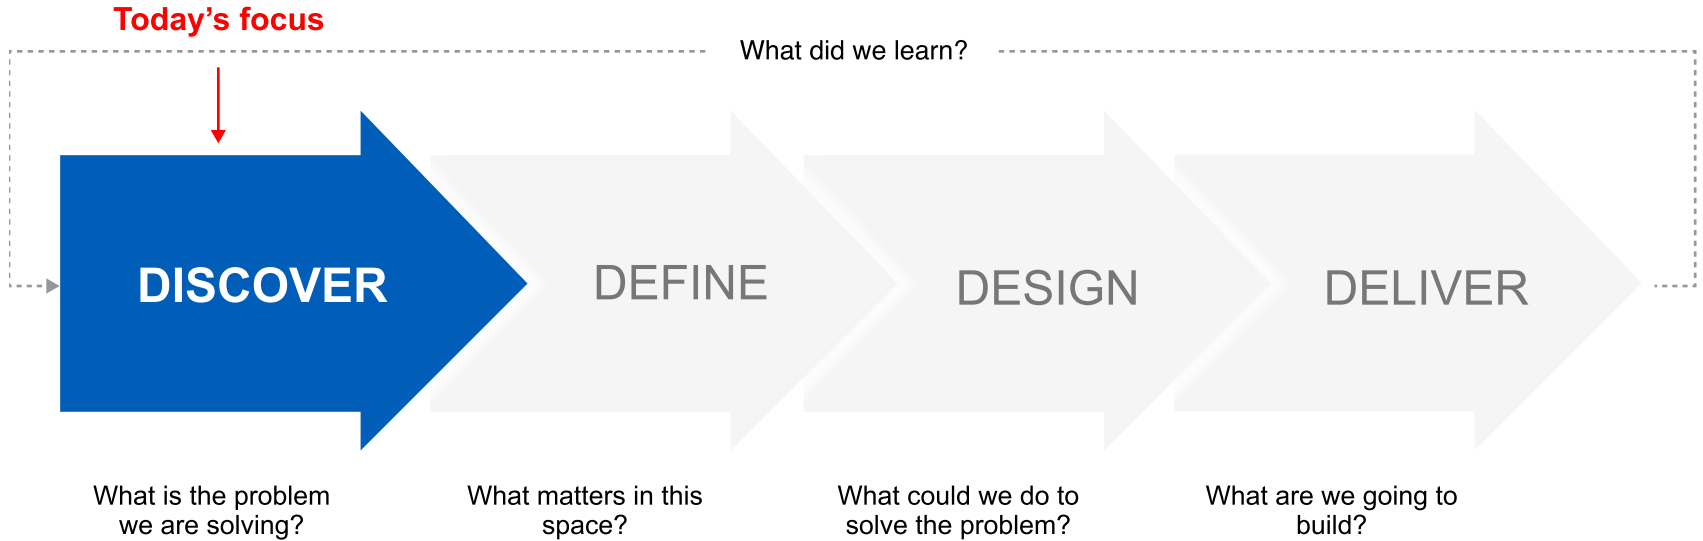 Today’s focus
What did we learn?
DISCOVER
DEFINE
DESIGN
DELIVER
What is the problem
we are solving?
What matters in this
space?
What could we do to
solve the problem?
What are we going to
build?